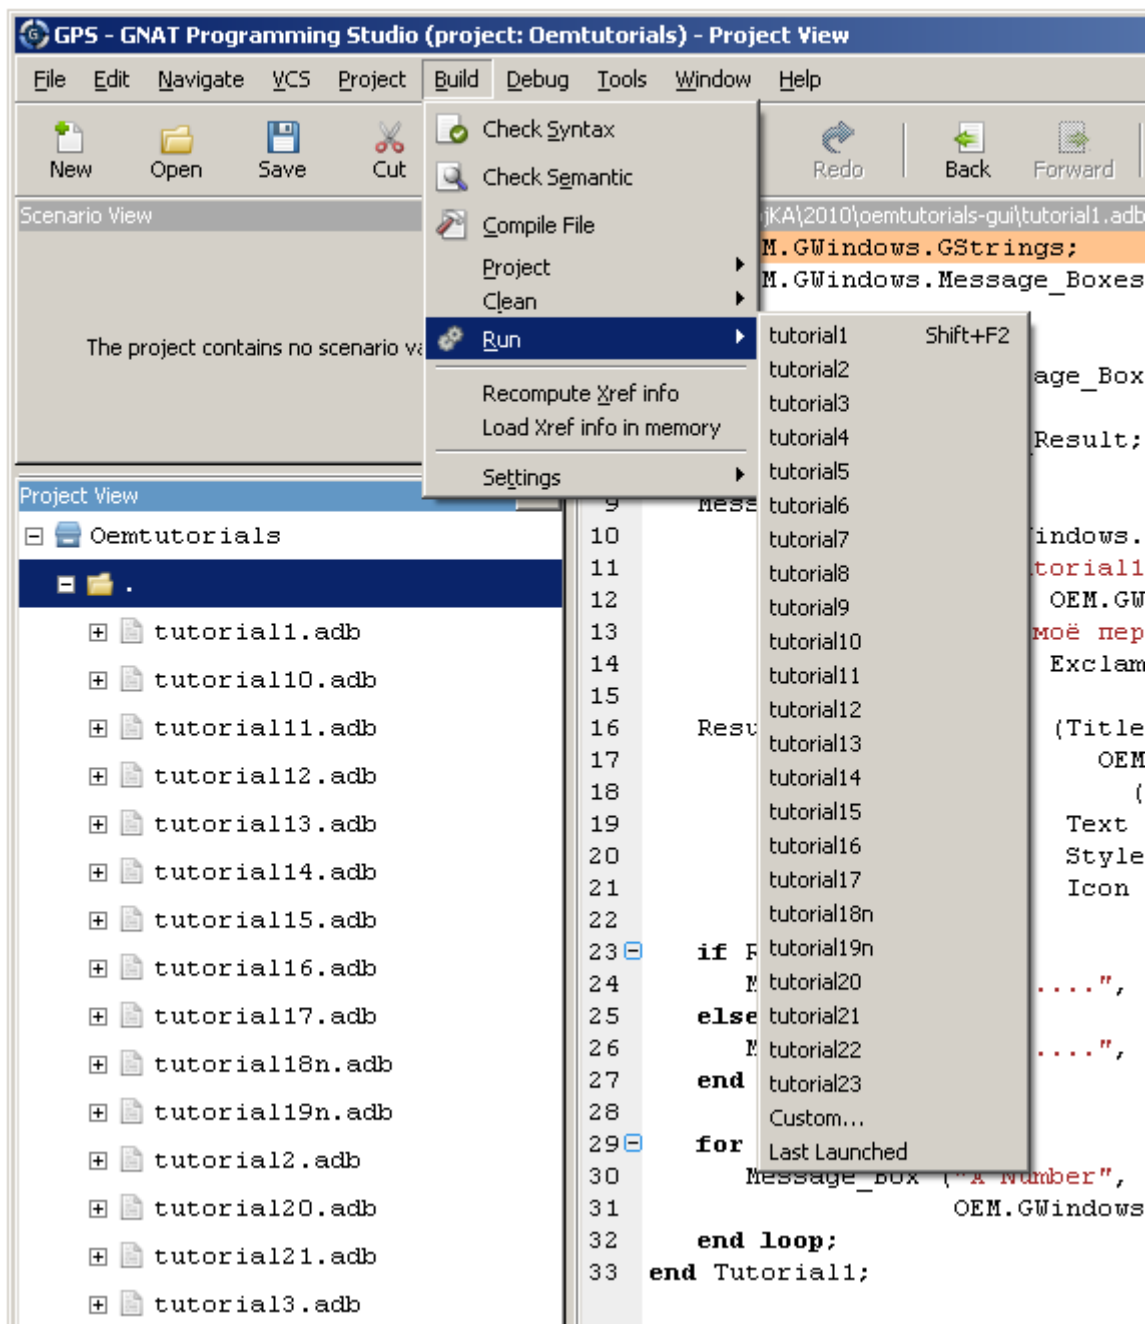 GPS - GNAT Programming Studio (project: Oemtutorials) - Project View
File Edit Navigate VCS Project Build Debug Tools Window Help
New Open Save Cut Redo Back Forward
Check Syntax
Check Semantic
Compile File
Project
Clean
Run
Recompute Xref info
Load Xref info in memory
Settings
tutorial1 Shift+F2
tutorial2
tutorial3
tutorial4
tutorial5
tutorial6
tutorial7
tutorial8
tutorial9
tutorial10
tutorial11
tutorial12
tutorial13
tutorial14
tutorial15
tutorial16
tutorial17
tutorial18n
tutorial19n
tutorial20
tutorial21
tutorial22
tutorial23
Custom...
Last Launched
Scenario View
The project contains no scenario va
Project View
Oemtutorials
.
tutorial1.adb
tutorial10.adb
tutorial11.adb
tutorial12.adb
tutorial13.adb
tutorial14.adb
tutorial15.adb
tutorial16.adb
tutorial17.adb
tutorial18n.adb
tutorial19n.adb
tutorial2.adb
tutorial20.adb
tutorial21.adb
tutorial3.adb
jKA\2010\oemtutorials-gui\tutorial1.adb
M.GWindows.GStrings;
M.GWindows.Message_Boxes
age_Box
Result;
9 Mess
10 indows.
11 torial1
12 OEM.GW
13 моё пер
14 Exclam
15
16 Resu (Title
17 OEM
18 (
19 Text
20 Style
21 Icon
22
23 if R
24 M ....",
25 else
26 M ....",
27 end
28
29 for
30 Message_Box ("A Number",
31 OEM.GWindows
32 end loop;
33 end Tutorial1;